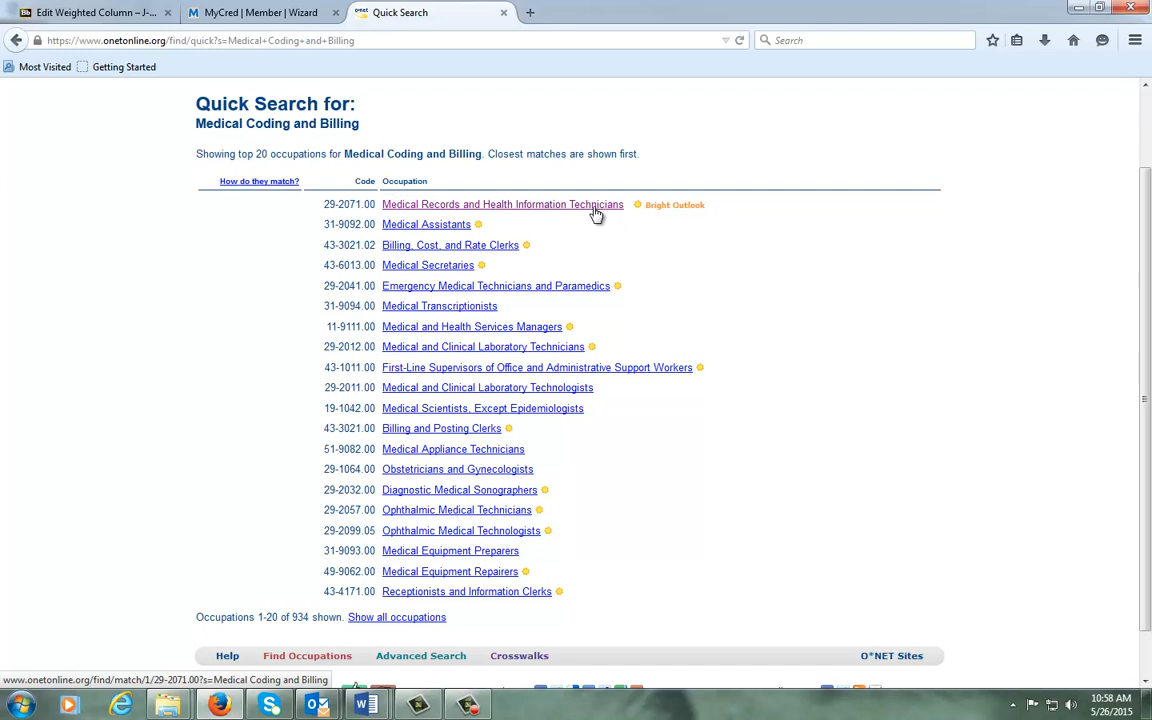 Edit Weighted Column – J-...
MyCred | Member | Wizard
Quick Search
https://www.onetonline.org/find/quick?s=Medical+Coding+and+Billing
Search
Most Visited
Getting Started
Quick Search for:
Medical Coding and Billing
Showing top 20 occupations for Medical Coding and Billing. Closest matches are shown first.
How do they match? Code Occupation
29-2071.00 Medical Records and Health Information Technicians Bright Outlook
31-9092.00 Medical Assistants
43-3021.02 Billing, Cost, and Rate Clerks
43-6013.00 Medical Secretaries
29-2041.00 Emergency Medical Technicians and Paramedics
31-9094.00 Medical Transcriptionists
11-9111.00 Medical and Health Services Managers
29-2012.00 Medical and Clinical Laboratory Technicians
43-1011.00 First-Line Supervisors of Office and Administrative Support Workers
29-2011.00 Medical and Clinical Laboratory Technologists
19-1042.00 Medical Scientists, Except Epidemiologists
43-3021.00 Billing and Posting Clerks
51-9082.00 Medical Appliance Technicians
29-1064.00 Obstetricians and Gynecologists
29-2032.00 Diagnostic Medical Sonographers
29-2057.00 Ophthalmic Medical Technicians
29-2099.05 Ophthalmic Medical Technologists
31-9093.00 Medical Equipment Preparers
49-9062.00 Medical Equipment Repairers
43-4171.00 Receptionists and Information Clerks
Occupations 1-20 of 934 shown. Show all occupations
Help Find Occupations Advanced Search Crosswalks O*NET Sites
www.onetonline.org/find/match/1/29-2071.00?s=Medical Coding and Billing
10:58 AM
5/26/2015